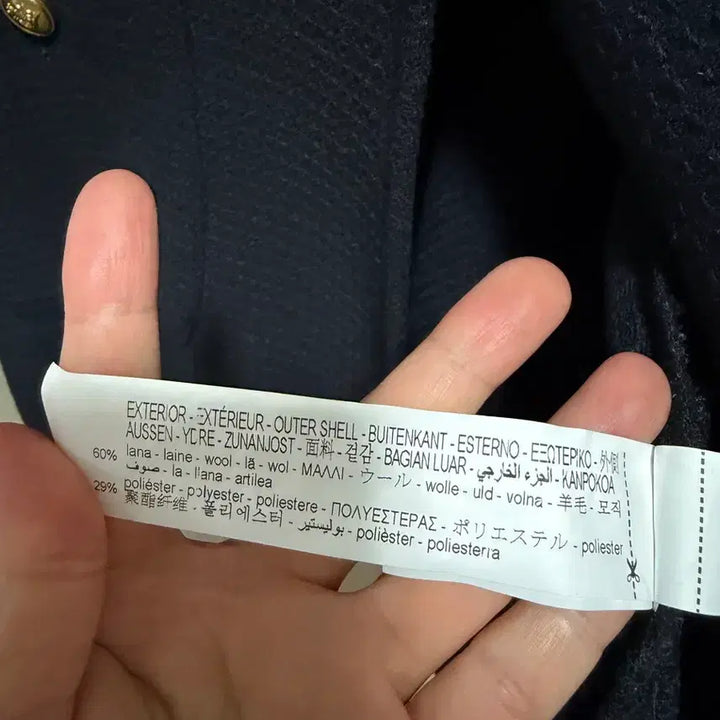 EXTERIOR - EXTÉRIEUR - OUTER SHELL - BUITENKANT - ESTERNO - ΕΞΩΤΕΡΙΚΟ - 外側
AUSSEN - YDRE - ZUNANJOST - 面料 - 겉감 - BAGIAN LUAR - الجزء الخارجي - KANPOKOA
60% lana - laine - wool - lã - wol - ΜΑΛΛΙ - ウール - wolle - uld - volna - 羊毛 - 모직
صوف - la - llana - artilea
29% poliéster - polyester - poliestere - ΠΟΛΥΕΣΤΕΡΑΣ - ポリエステル - poliester
聚酯纤维 - 폴리에스터 - بوليستير - polièster - poliesterra